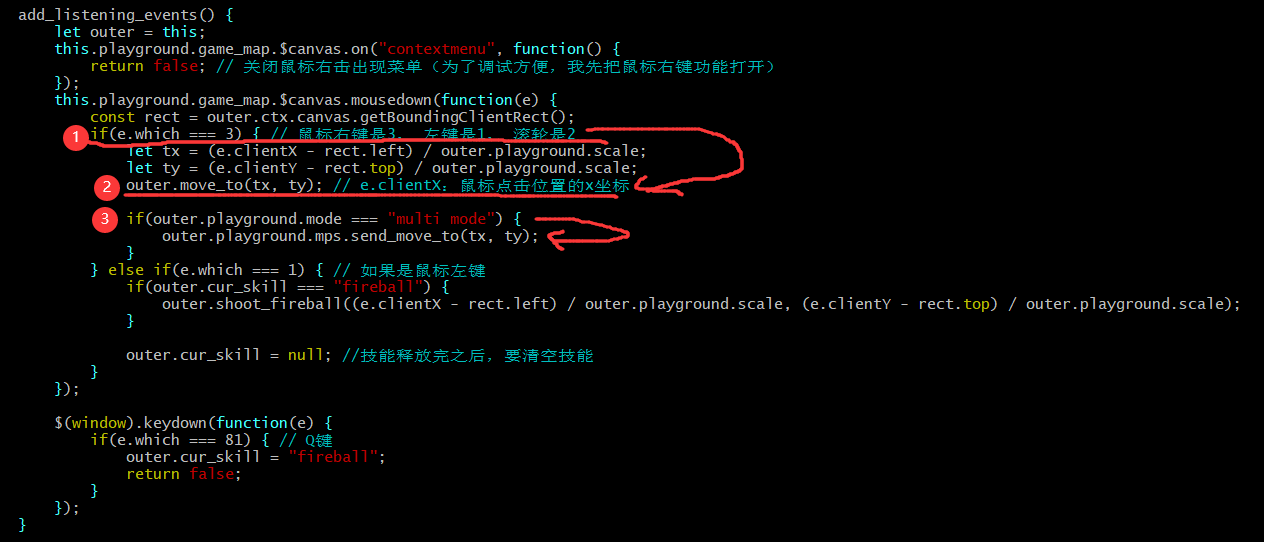 add_listening_events() {
let outer = this;
this.playground.game_map.$canvas.on("contextmenu", function() {
return false; // 关闭鼠标右击出现菜单（为了调试方便，我先把鼠标右键功能打开）
});
this.playground.game_map.$canvas.mousedown(function(e) {
const rect = outer.ctx.canvas.getBoundingClientRect();
1 if(e.which === 3) { // 鼠标右键是3, 左键是1, 滚轮是2
let tx = (e.clientX - rect.left) / outer.playground.scale;
let ty = (e.clientY - rect.top) / outer.playground.scale;
2 outer.move_to(tx, ty); // e.clientX：鼠标点击位置的x坐标
3 if(outer.playground.mode === "multi mode") {
outer.playground.mps.send_move_to(tx, ty);
}
} else if(e.which === 1) { // 如果是鼠标左键
if(outer.cur_skill === "fireball") {
outer.shoot_fireball((e.clientX - rect.left) / outer.playground.scale, (e.clientY - rect.top) / outer.playground.scale);
}
outer.cur_skill = null; //技能释放完之后，要清空技能
}
});
$(window).keydown(function(e) {
if(e.which === 81) { // Q键
outer.cur_skill = "fireball";
return false;
}
});
}